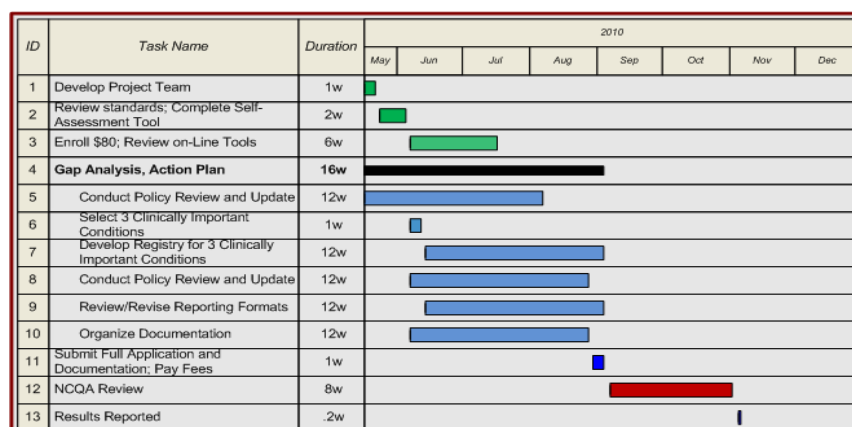 ID Task Name Duration 2010
May Jun Jul Aug Sep Oct Nov Dec
1 Develop Project Team 1w
2 Review standards; Complete Self-
Assessment Tool 2w
3 Enroll $80; Review on-Line Tools 6w
4 Gap Analysis, Action Plan 16w
5 Conduct Policy Review and Update 12w
6 Select 3 Clinically Important
Conditions 1w
7 Develop Registry for 3 Clinically
Important Conditions 12w
8 Conduct Policy Review and Update 12w
9 Review/Revise Reporting Formats 12w
10 Organize Documentation 12w
11 Submit Full Application and
Documentation; Pay Fees 1w
12 NCQA Review 8w
13 Results Reported .2w